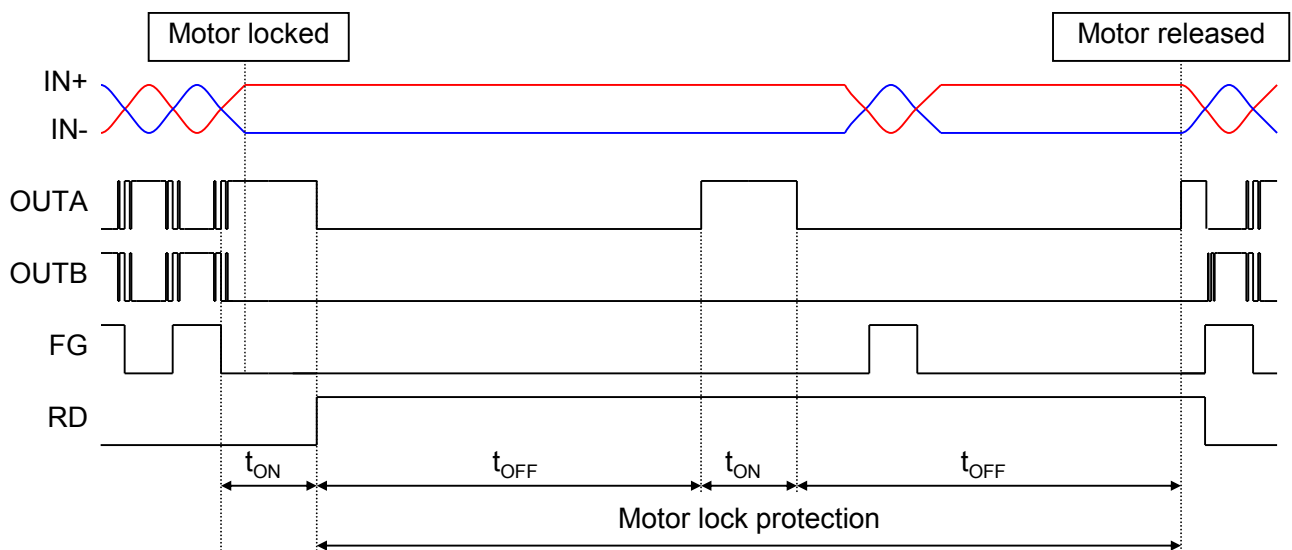 Motor locked
Motor released
IN+
IN-
OUTA
OUTB
FG
RD
tON
tOFF
tON
tOFF
Motor lock protection